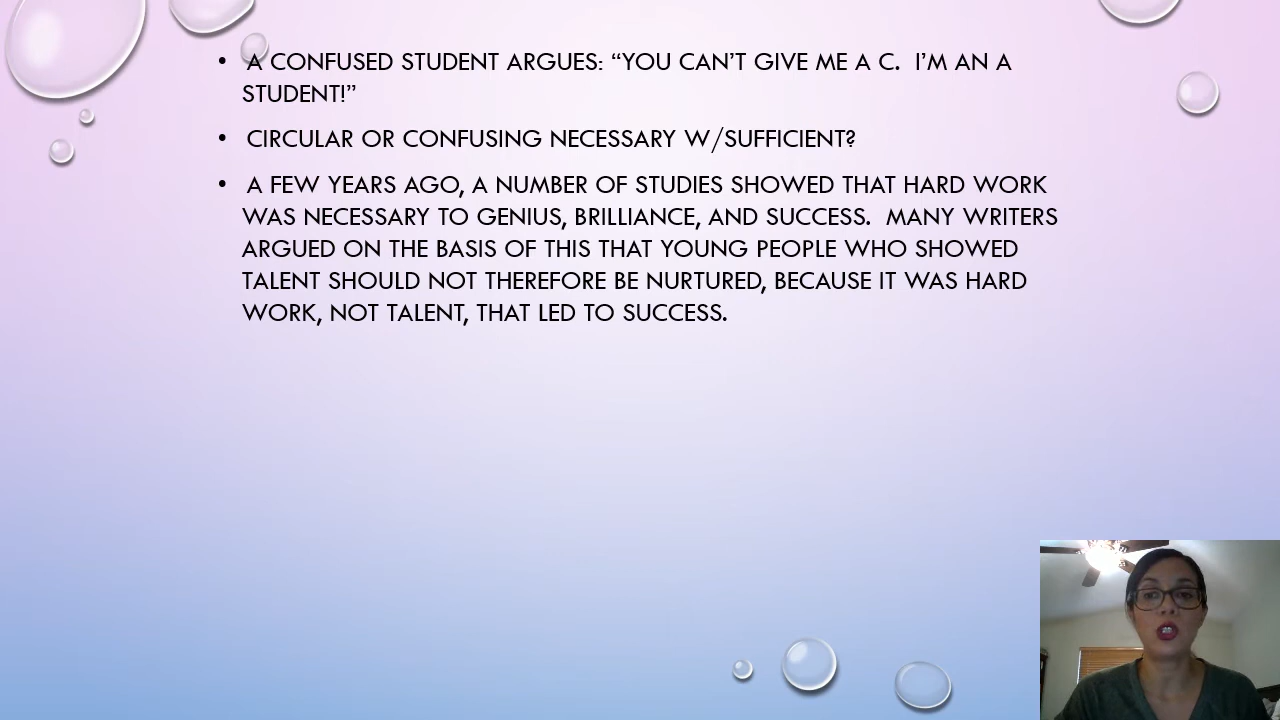 • A CONFUSED STUDENT ARGUES: “YOU CAN’T GIVE ME A C.  I’M AN A
STUDENT!”
• CIRCULAR OR CONFUSING NECESSARY W/SUFFICIENT?
• A FEW YEARS AGO, A NUMBER OF STUDIES SHOWED THAT HARD WORK
WAS NECESSARY TO GENIUS, BRILLIANCE, AND SUCCESS.  MANY WRITERS
ARGUED ON THE BASIS OF THIS THAT YOUNG PEOPLE WHO SHOWED
TALENT SHOULD NOT THEREFORE BE NURTURED, BECAUSE IT WAS HARD
WORK, NOT TALENT, THAT LED TO SUCCESS.